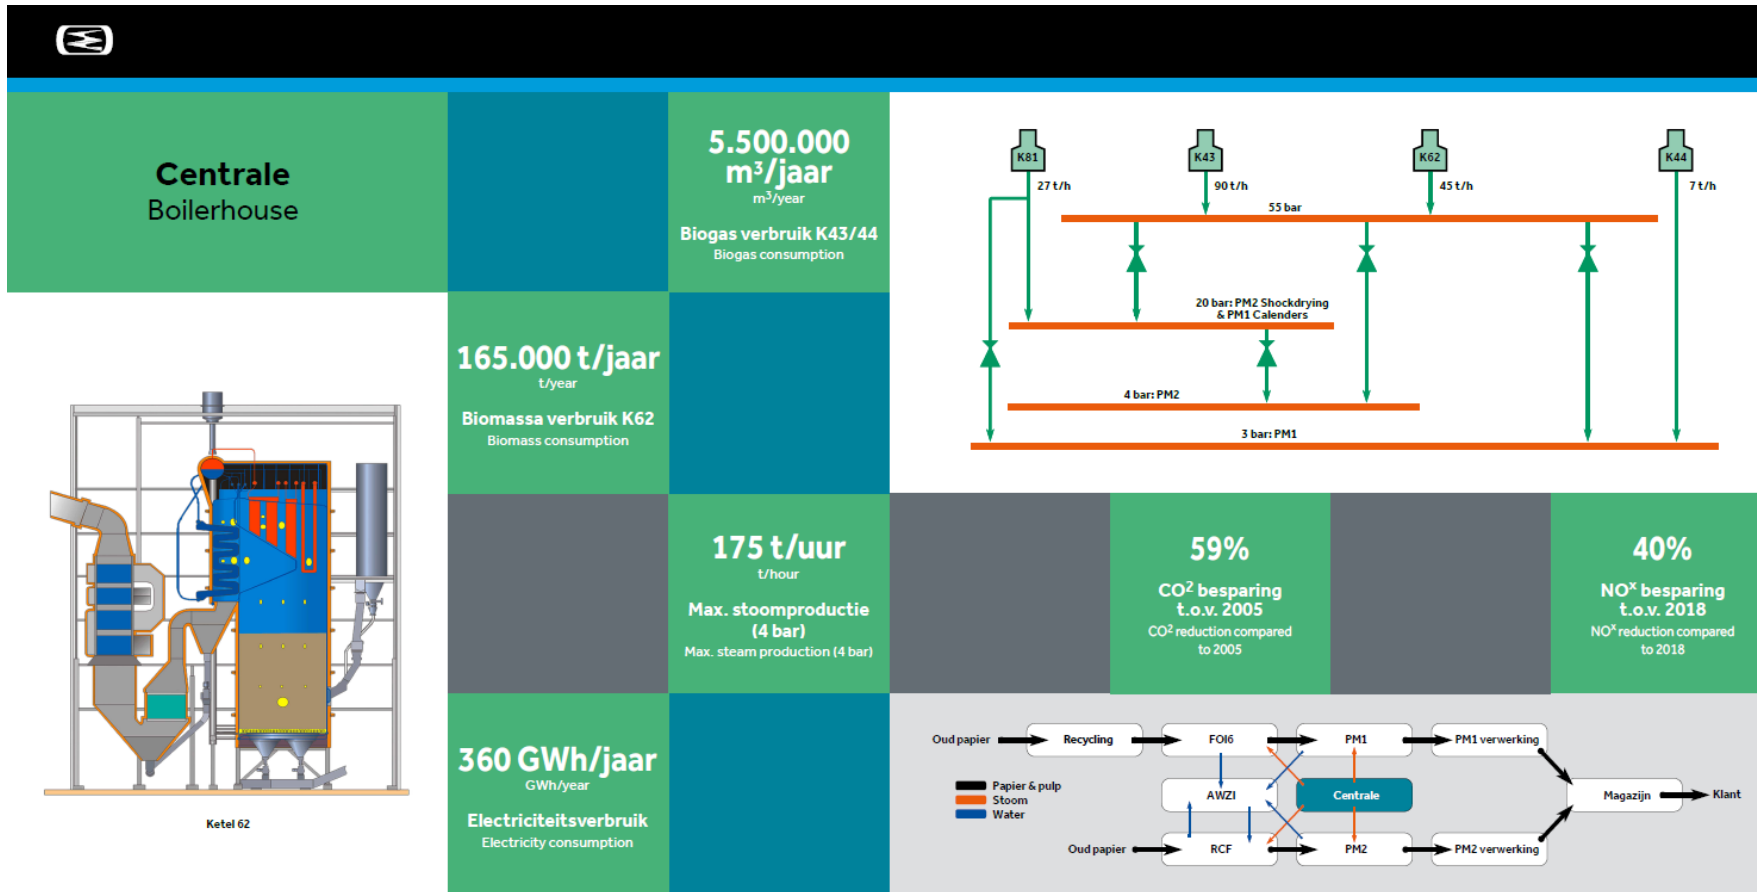 Centrale
Boilerhouse
5.500.000
m³/jaar
m³/year
Biogas verbruik K43/44
Biogas consumption
165.000 t/jaar
t/year
Biomassa verbruik K62
Biomass consumption
175 t/uur
t/hour
Max. stoomproductie
(4 bar)
Max. steam production (4 bar)
360 GWh/jaar
GWh/year
Electriciteitsverbruik
Electricity consumption
Ketel 62
K81
K43
K62
K44
27 t/h
90 t/h
45 t/h
7 t/h
55 bar
20 bar: PM2 Shockdrying
& PM1 Calenders
4 bar: PM2
3 bar: PM1
59%
CO² besparing
t.o.v. 2005
CO² reduction compared
to 2005
40%
NOˣ besparing
t.o.v. 2018
NOˣ reduction compared
to 2018
Oud papier
Recycling
FOI6
PM1
PM1 verwerking
Papier & pulp
Stoom
Water
AWZI
Centrale
Magazijn
Klant
Oud papier
RCF
PM2
PM2 verwerking